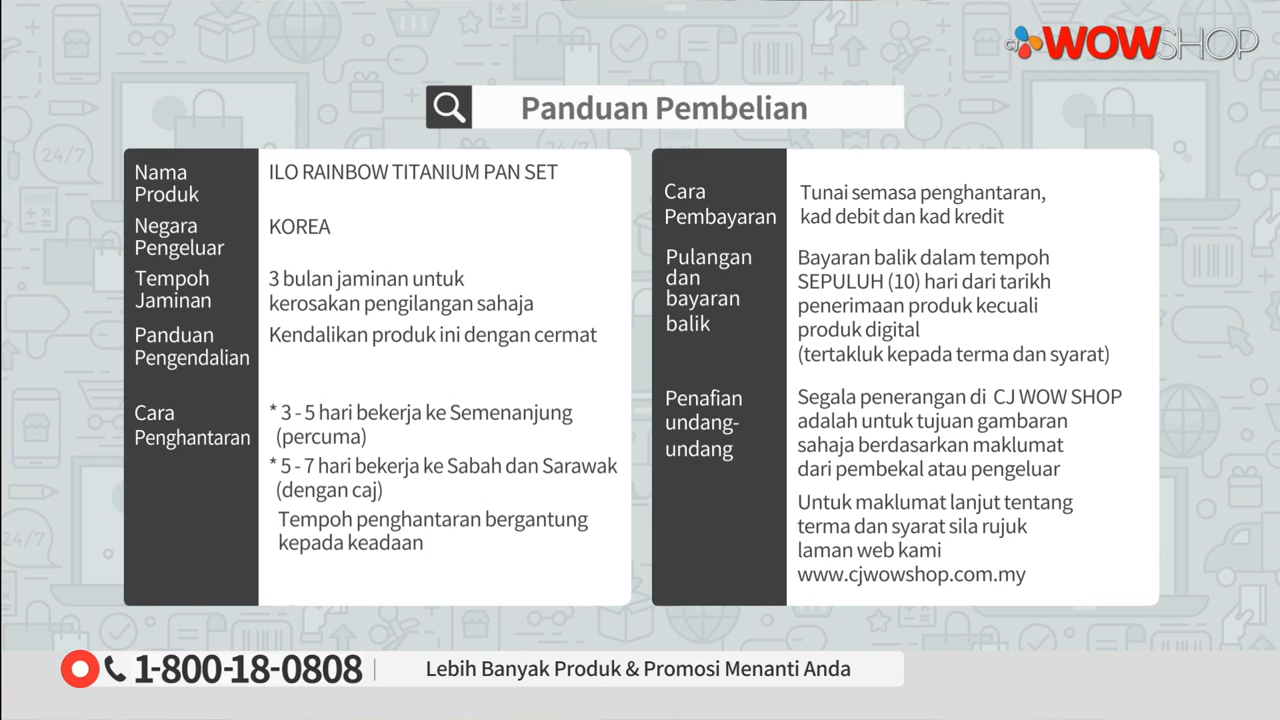 CJ WOWSHOP
Panduan Pembelian
Nama
Produk
ILO RAINBOW TITANIUM PAN SET
Negara
Pengeluar
KOREA
Tempoh
Jaminan
3 bulan jaminan untuk
kerosakan pengilangan sahaja
Panduan
Pengendalian
Kendalikan produk ini dengan cermat
Cara
Penghantaran
* 3 - 5 hari bekerja ke Semenanjung
(percuma)
* 5 - 7 hari bekerja ke Sabah dan Sarawak
(dengan caj)
Tempoh penghantaran bergantung
kepada keadaan
Cara
Pembayaran
Tunai semasa penghantaran,
kad debit dan kad kredit
Pulangan
dan
bayaran
balik
Bayaran balik dalam tempoh
SEPULUH (10) hari dari tarikh
penerimaan produk kecuali
produk digital
(tertakluk kepada terma dan syarat)
Penafian
undang-
undang
Segala penerangan di CJ WOW SHOP
adalah untuk tujuan gambaran
sahaja berdasarkan maklumat
dari pembekal atau pengeluar
Untuk maklumat lanjut tentang
terma dan syarat sila rujuk
laman web kami
www.cjwowshop.com.my
1-800-18-0808
Lebih Banyak Produk & Promosi Menanti Anda
24/7
24/7